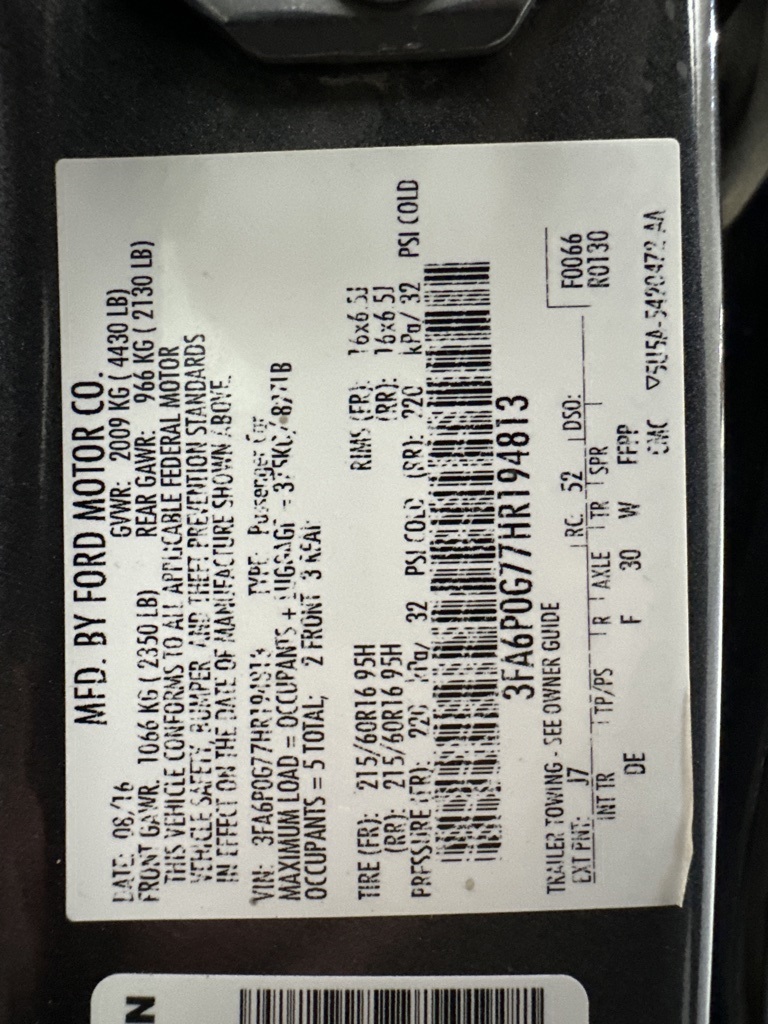 MFD. BY FORD MOTOR CO.
DATE: 08/16 GVWR: 2009 KG ( 4430 LB)
FRONT GAWR: 1066 KG ( 2350 LB) REAR GAWR: 966 KG ( 2130 LB)
THIS VEHICLE CONFORMS TO ALL APPLICABLE FEDERAL MOTOR
VEHICLE SAFETY, BUMPER, AND THEFT PREVENTION STANDARDS
IN EFFECT ON THE DATE OF MANUFACTURE SHOWN ABOVE.
VIN: 3FA6P0G77HR194813 TYPE: Passenger Car
MAXIMUM LOAD = OCCUPANTS + LUGGAGE =
OCCUPANTS = 5 TOTAL; 2 FRONT 3 REAR
TIRE (FR): 215/60R16 95H RIMS (FR): 16x6.5J
(RR): 215/60R16 95H (RR): 16x6.5J
PRESSURE (FR): 220 kPa/ 32 PSI COLD (RR): 220 kPa/ 32 PSI COLD
3FA6P0G77HR194813
TRAILER TOWING - SEE OWNER GUIDE
EXT PNT: J7 RC: 52 DSO: F0066
R0130
INT TR TP/PS R AXLE TR SPR
DE F 30 W FFPP
N